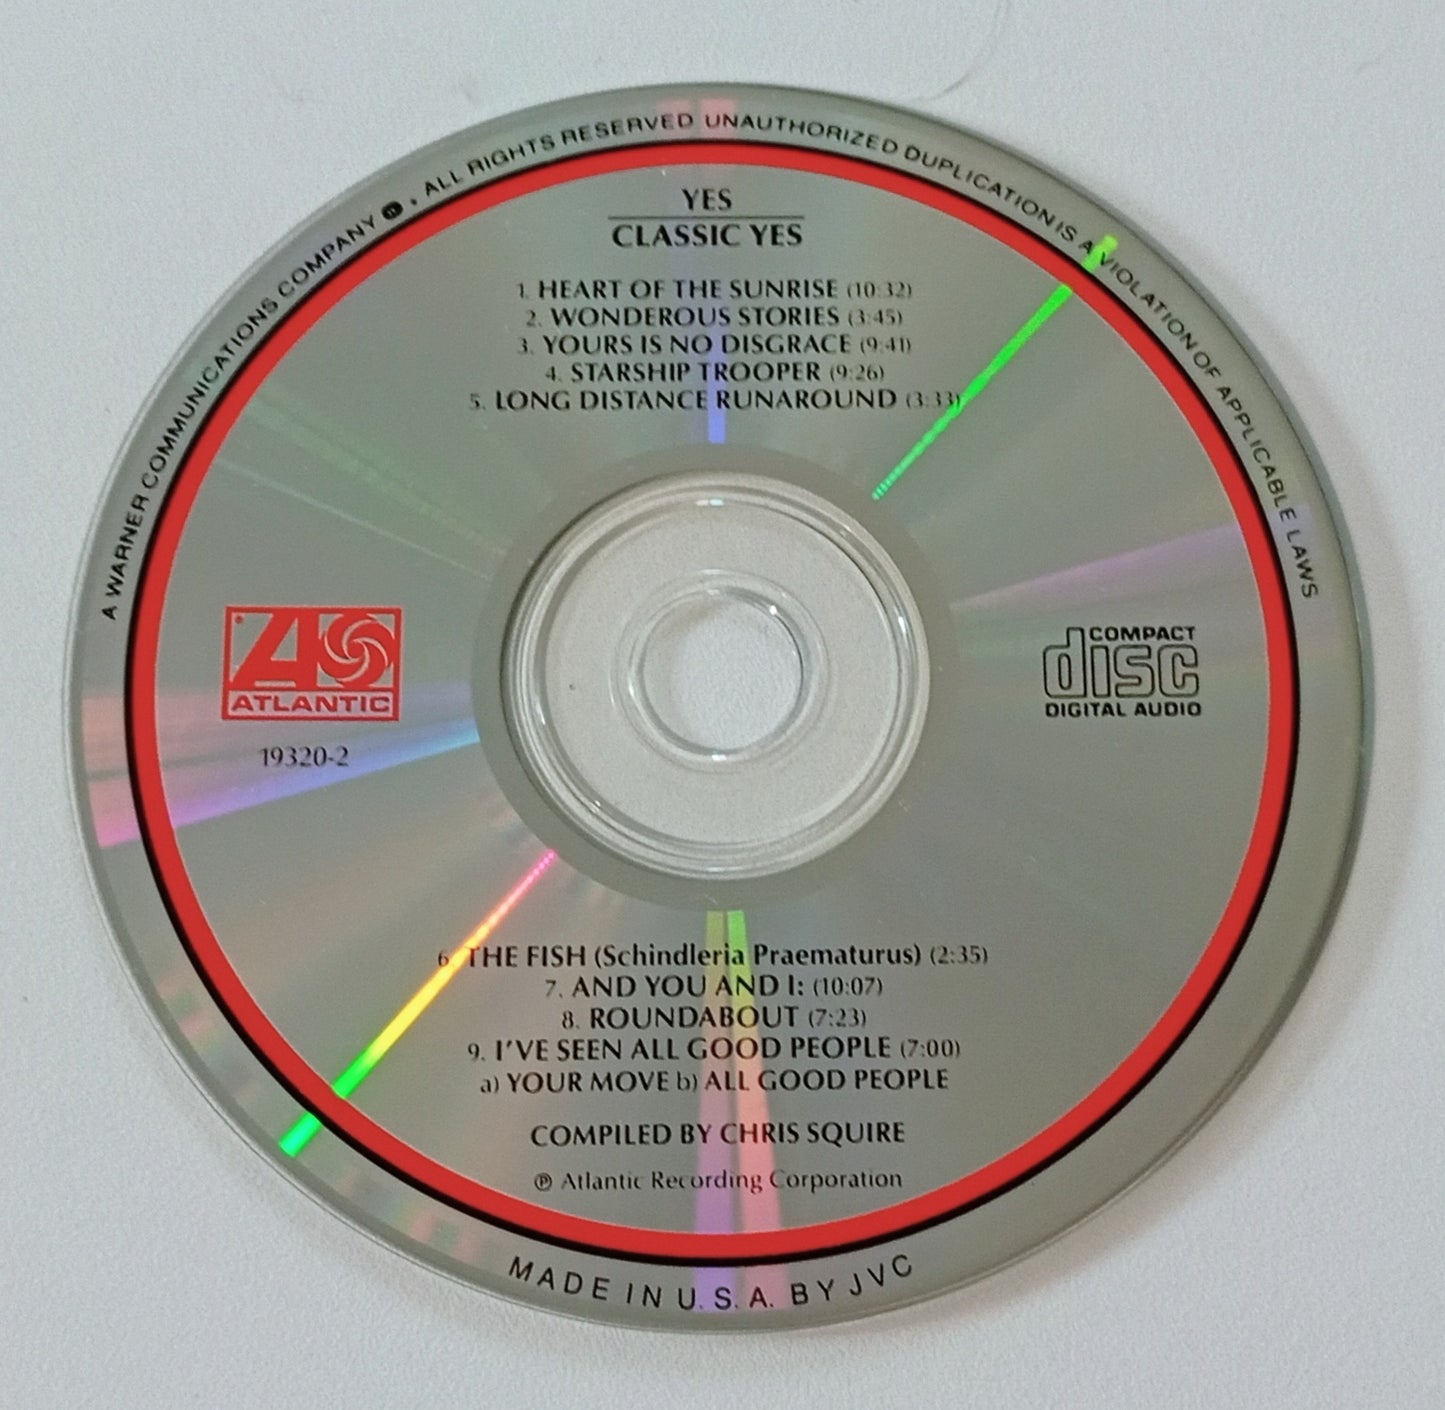 A WARNER COMMUNICATIONS COMPANY . ALL RIGHTS RESERVED UNAUTHORIZED DUPLICATION IS A VIOLATION OF APPLICABLE LAWS
YES
CLASSIC YES
1. HEART OF THE SUNRISE (10:32)
2. WONDEROUS STORIES (3:45)
3. YOURS IS NO DISGRACE (9:41)
4. STARSHIP TROOPER (9:26)
5. LONG DISTANCE RUNAROUND (3:33)
ATLANTIC
19320-2
COMPACT
disc
DIGITAL AUDIO
6. THE FISH (Schindleria Praematurus) (2:35)
7. AND YOU AND I: (10:07)
8. ROUNDABOUT (7:23)
9. I'VE SEEN ALL GOOD PEOPLE (7:00)
a) YOUR MOVE b) ALL GOOD PEOPLE
COMPILED BY CHRIS SQUIRE
℗ Atlantic Recording Corporation
MADE IN U.S.A. BY JVC